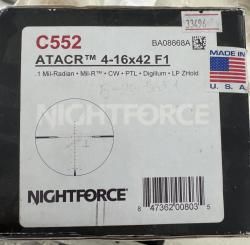 33696
C552
BA08668A
ATACR™ 4-16x42 F1
.1 Mil-Radian • Mil-R™ • CW • PTL • Digillum • LP ZHold
MADE IN
U.S.A.
NIGHTFORCE
NIGHTFORCE
8 47362 00803 5